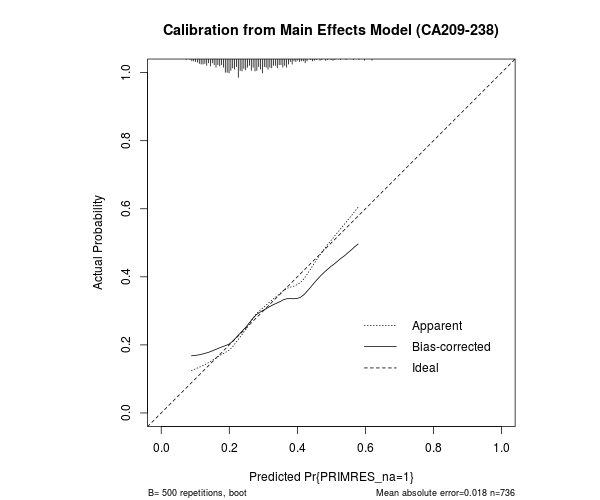 Calibration from Main Effects Model (CA209-238)
Actual Probability
1.0
0.8
0.6
0.4
0.2
0.0
Apparent
Bias-corrected
Ideal
0.0 0.2 0.4 0.6 0.8 1.0
Predicted Pr{PRIMRES_na=1}
B= 500 repetitions, boot Mean absolute error=0.018 n=736